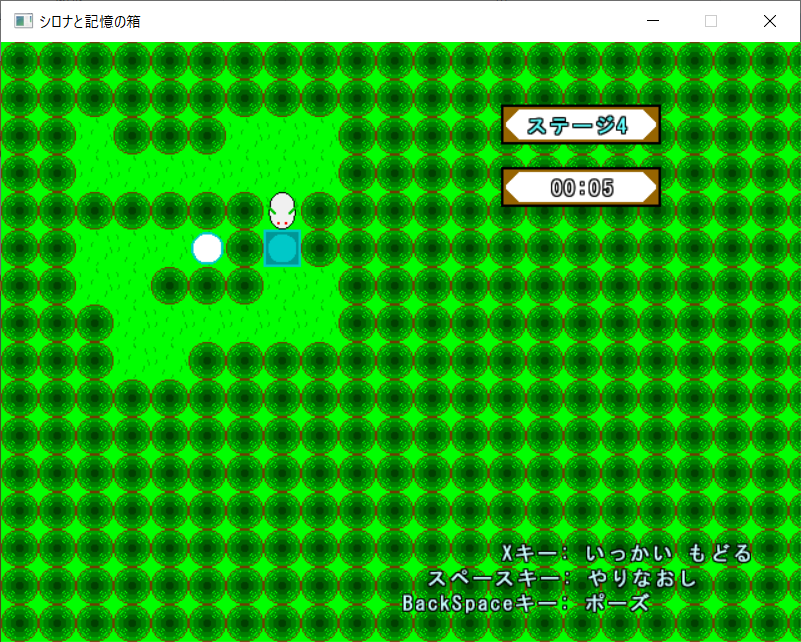 シロナと記憶の箱
ステージ4
00:05
Xキー: いっかい もどる
スペースキー: やりなおし
BackSpaceキー: ポーズ